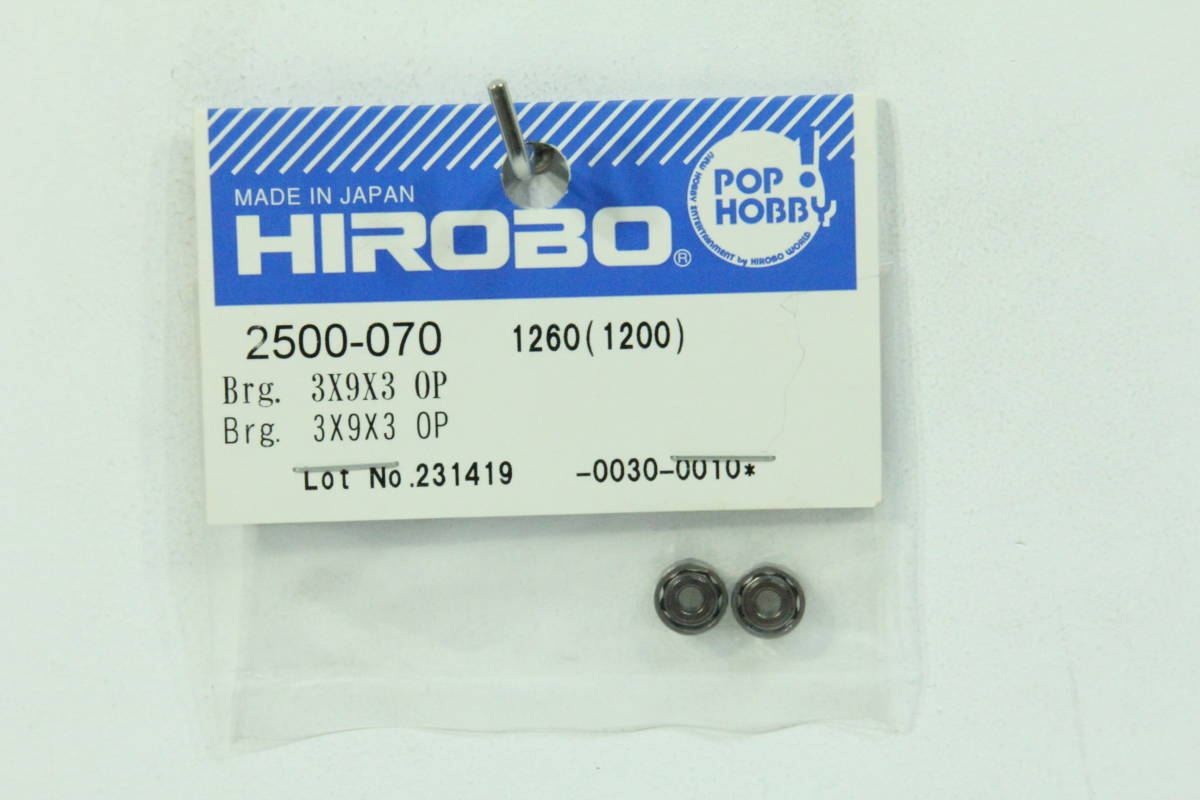 MADE IN JAPAN
HIROBO®
POP!
HOBBY
NEW HOBBY ENTERTAINMENT by HIROBO WORLD
2500-070 1260(1200)
Brg. 3X9X3 OP
Brg. 3X9X3 OP
Lot No.231419 -0030-0010*